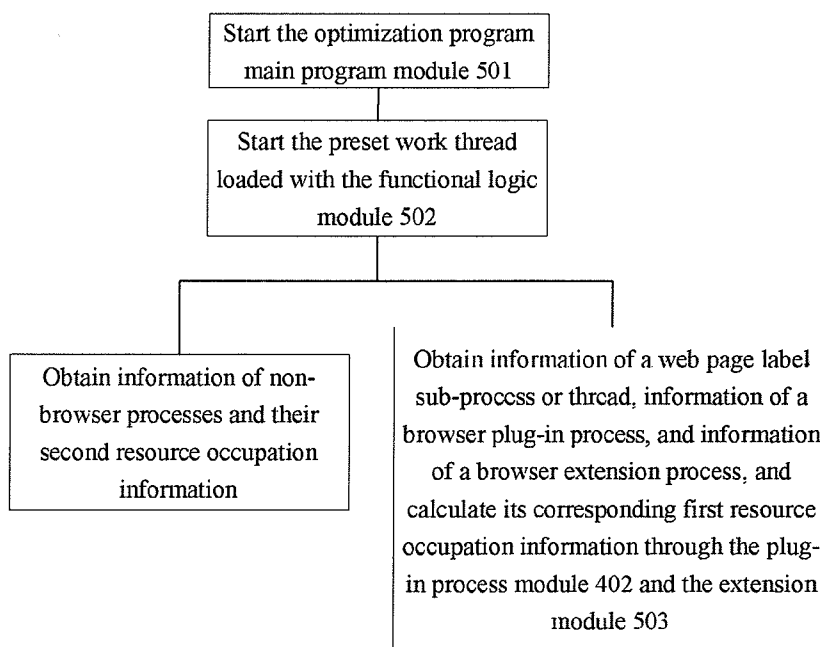 Start the optimization program
main program module 501
Start the preset work thread
loaded with the functional logic
module 502
Obtain information of non-
browser processes and their
second resource occupation
information
Obtain information of a web page label
sub-process or thread, information of a
browser plug-in process, and information
of a browser extension process, and
calculate its corresponding first resource
occupation information through the plug-
in process module 402 and the extension
module 503